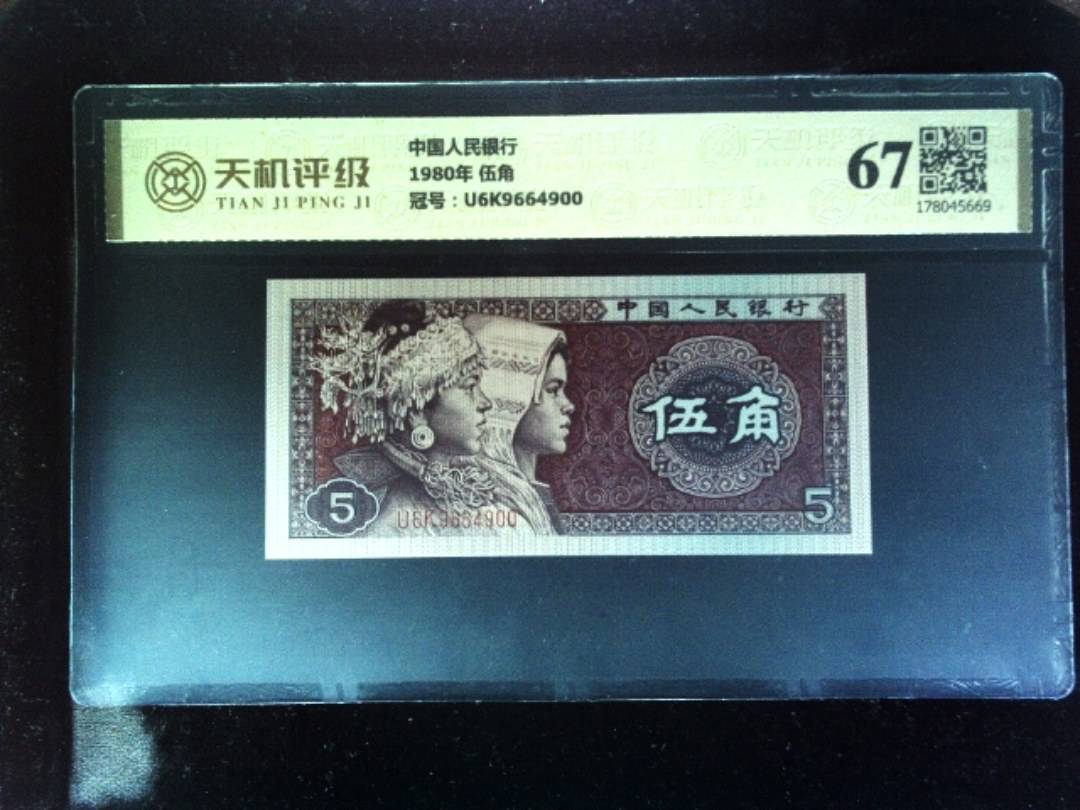 天机评级
TIAN JI PING JI
中国人民银行
1980年 伍角
冠号：U6K9664900
67
178045669
中国人民银行
伍角
5
U6K9664900
5